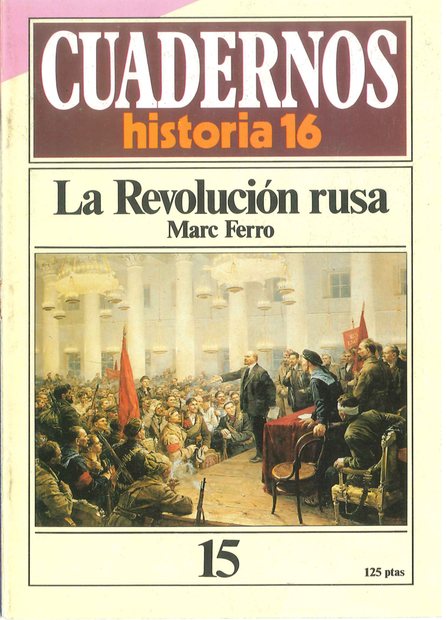 CUADERNOS
historia 16
La Revolución rusa
Marc Ferro
15
125 ptas